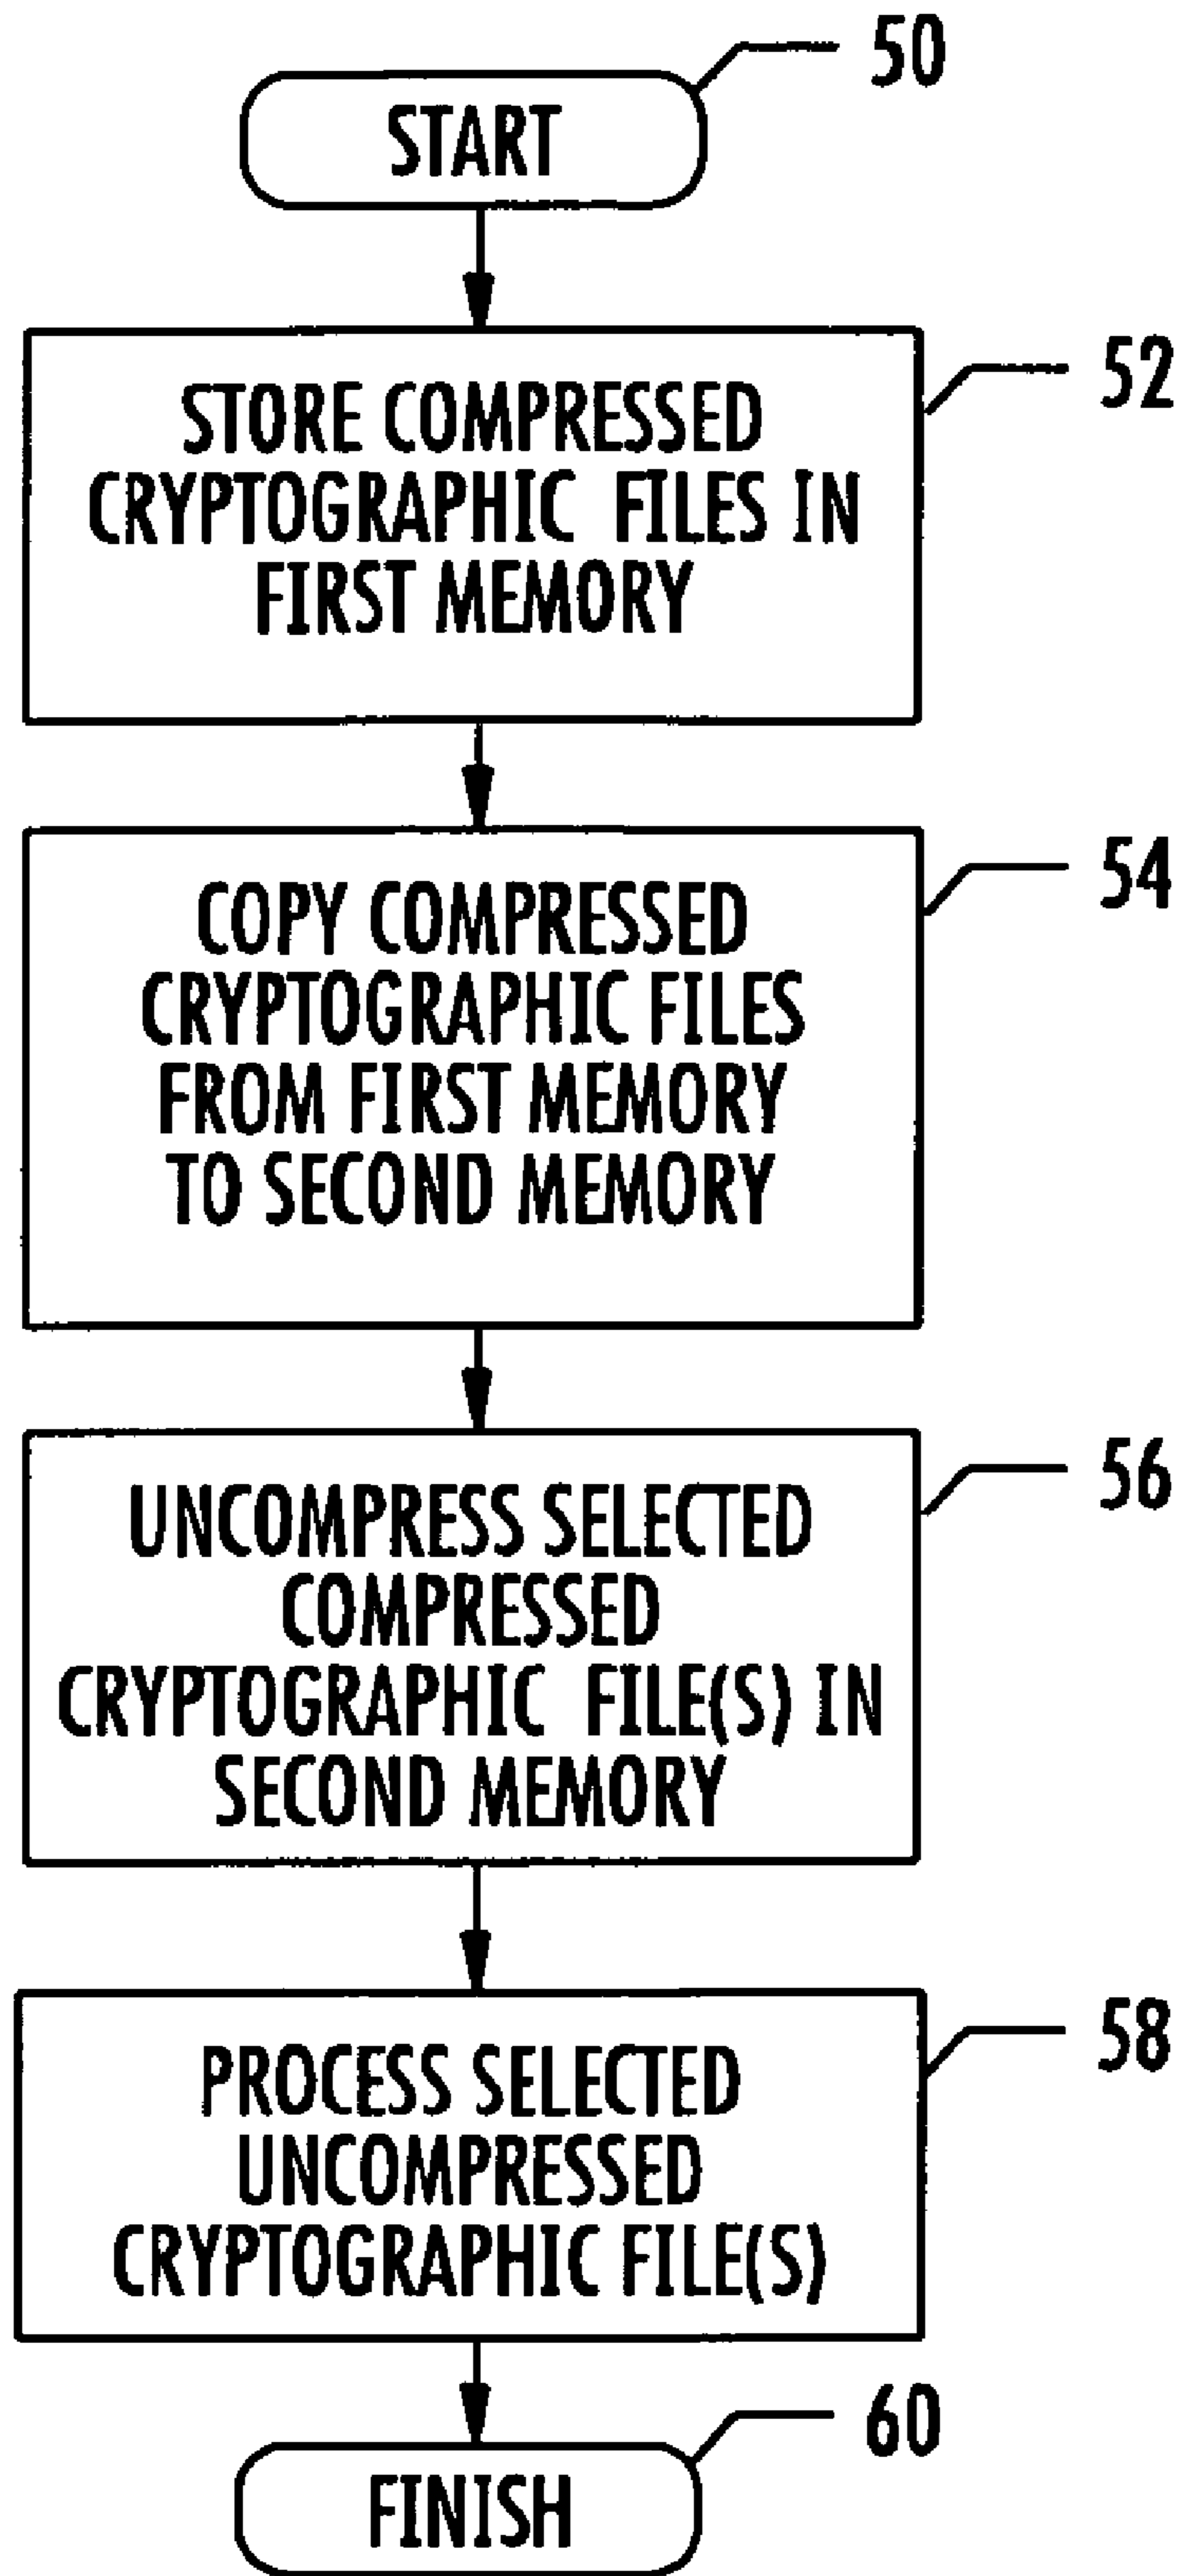 50
START
52
STORE COMPRESSED
CRYPTOGRAPHIC FILES IN
FIRST MEMORY
54
COPY COMPRESSED
CRYPTOGRAPHIC FILES
FROM FIRST MEMORY
TO SECOND MEMORY
56
UNCOMPRESS SELECTED
COMPRESSED
CRYPTOGRAPHIC FILE(S) IN
SECOND MEMORY
58
PROCESS SELECTED
UNCOMPRESSED
CRYPTOGRAPHIC FILE(S)
60
FINISH